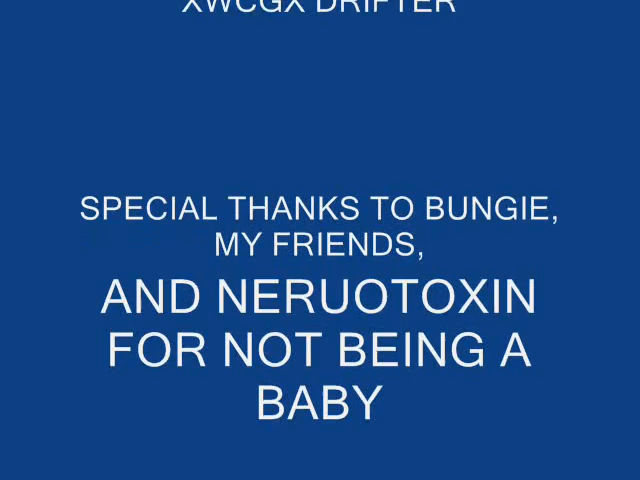 XWCGX DRIFTER
SPECIAL THANKS TO BUNGIE,
MY FRIENDS,
AND NERUOTOXIN
FOR NOT BEING A
BABY